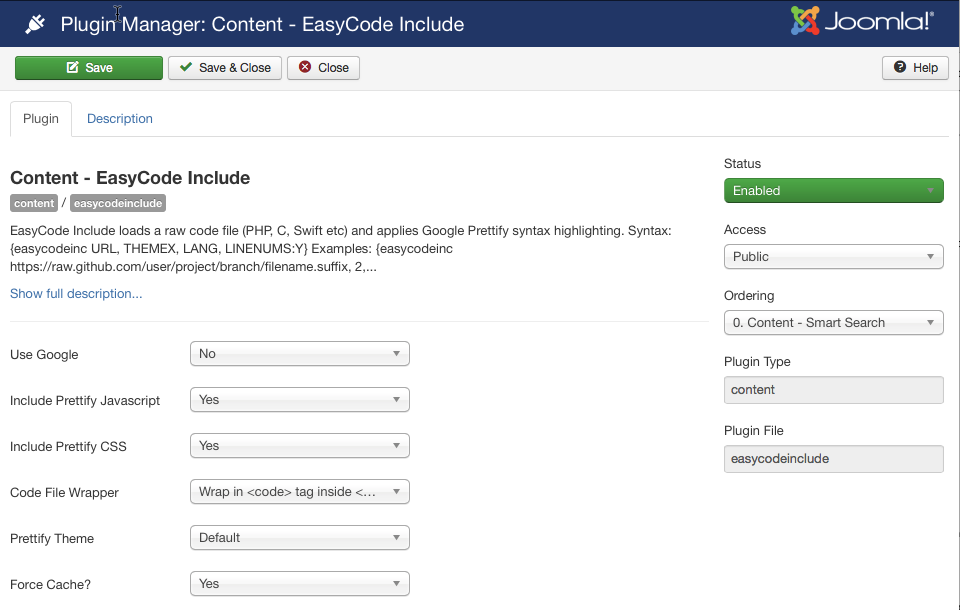 Plugin Manager: Content - EasyCode Include
Joomla!®
Save
Save & Close
Close
Help
Plugin
Description
Content - EasyCode Include
content / easycodeinclude
EasyCode Include loads a raw code file (PHP, C, Swift etc) and applies Google Prettify syntax highlighting. Syntax:
{easycodeinc URL, THEMEX, LANG, LINENUMS:Y} Examples: {easycodeinc
https://raw.github.com/user/project/branch/filename.suffix, 2,...
Show full description...
Use Google No
Include Prettify Javascript Yes
Include Prettify CSS Yes
Code File Wrapper Wrap in <code> tag inside <...
Prettify Theme Default
Force Cache? Yes
Status
Enabled
Access
Public
Ordering
0. Content - Smart Search
Plugin Type
content
Plugin File
easycodeinclude